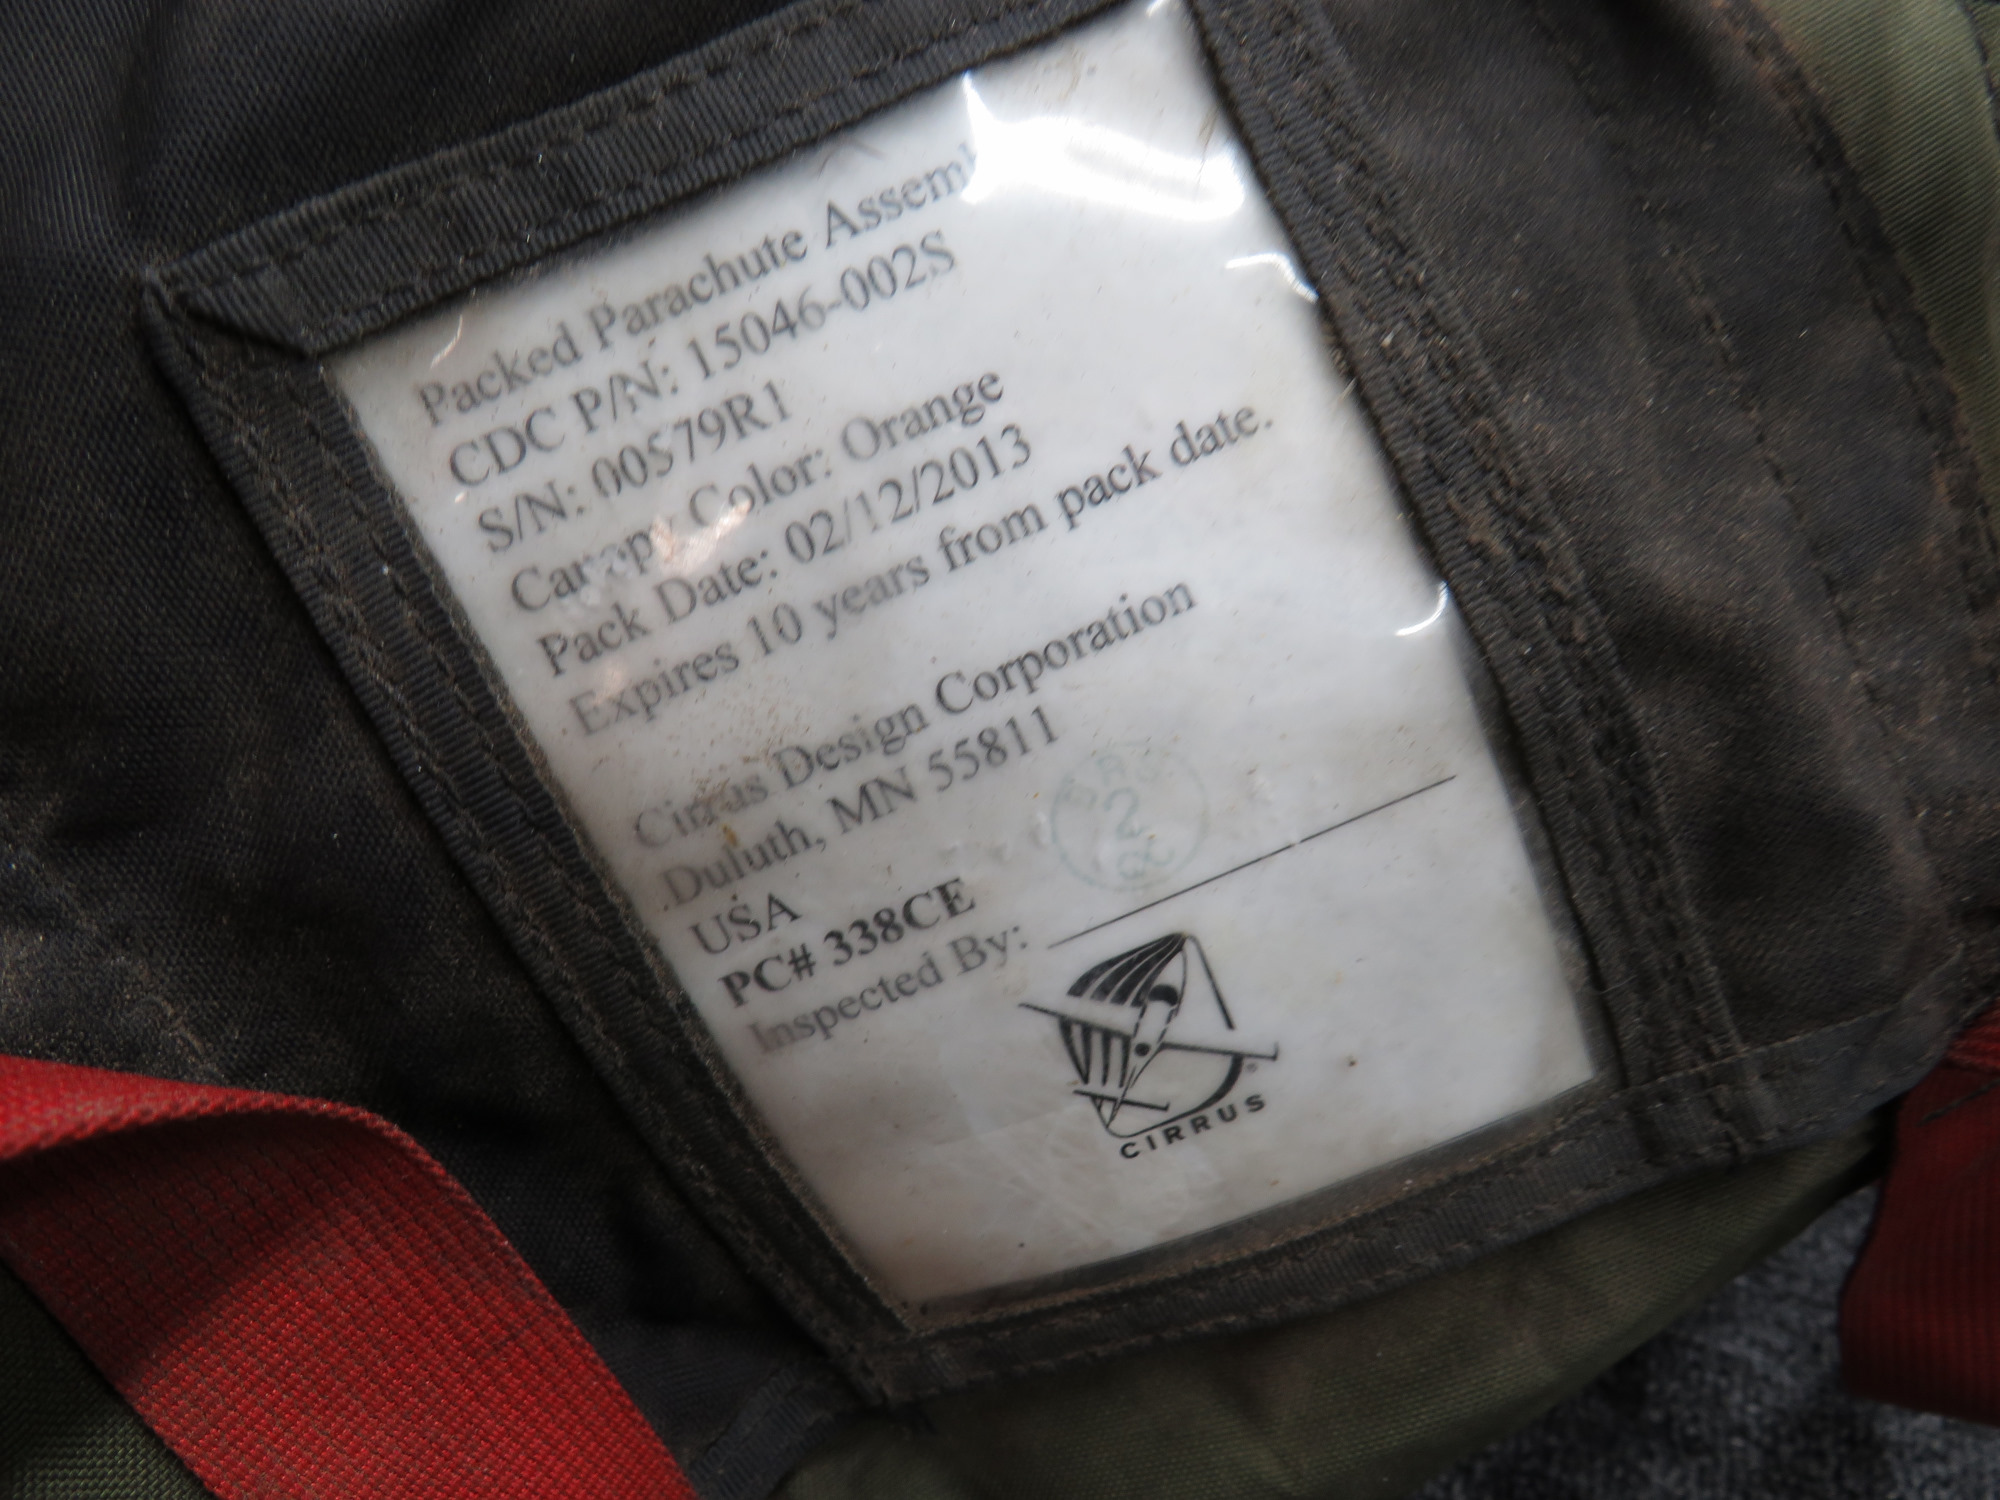 Packed Parachute
CDC P/N: 15046-002S
S/N: 00579R1
Canopy Color: Orange
Pack Date: 02/12/2013
Expires 10 years from pack date.
Cirrus Design Corporation
Duluth, MN 55811
USA
2
PC# 338CE
Inspected By:
CIRRUS